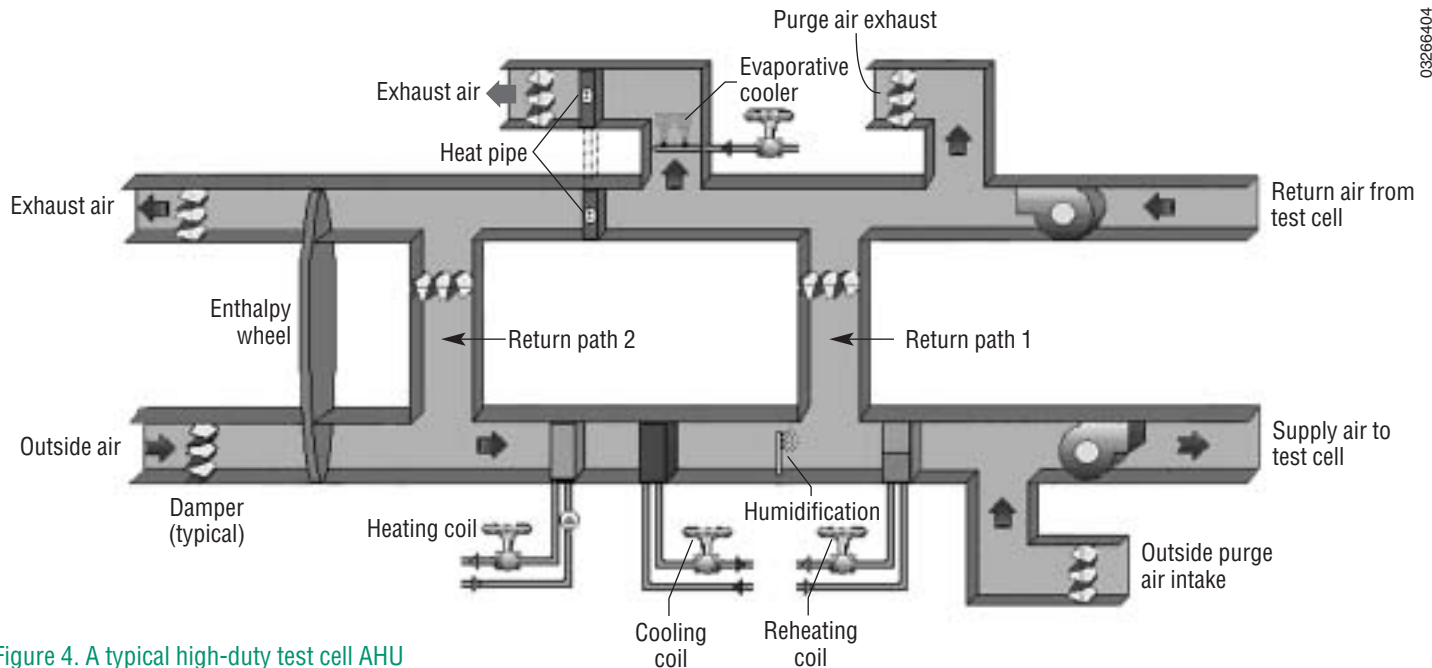 Purge air exhaust
03266404
Evaporative
cooler
Exhaust air
Heat pipe
Exhaust air
Return air from
test cell
Enthalpy
wheel
Return path 2
Return path 1
Outside air
Supply air to
test cell
Damper
(typical)
Heating coil
Humidification
Outside purge
air intake
Cooling
coil
Reheating
coil
Figure 4. A typical high-duty test cell AHU